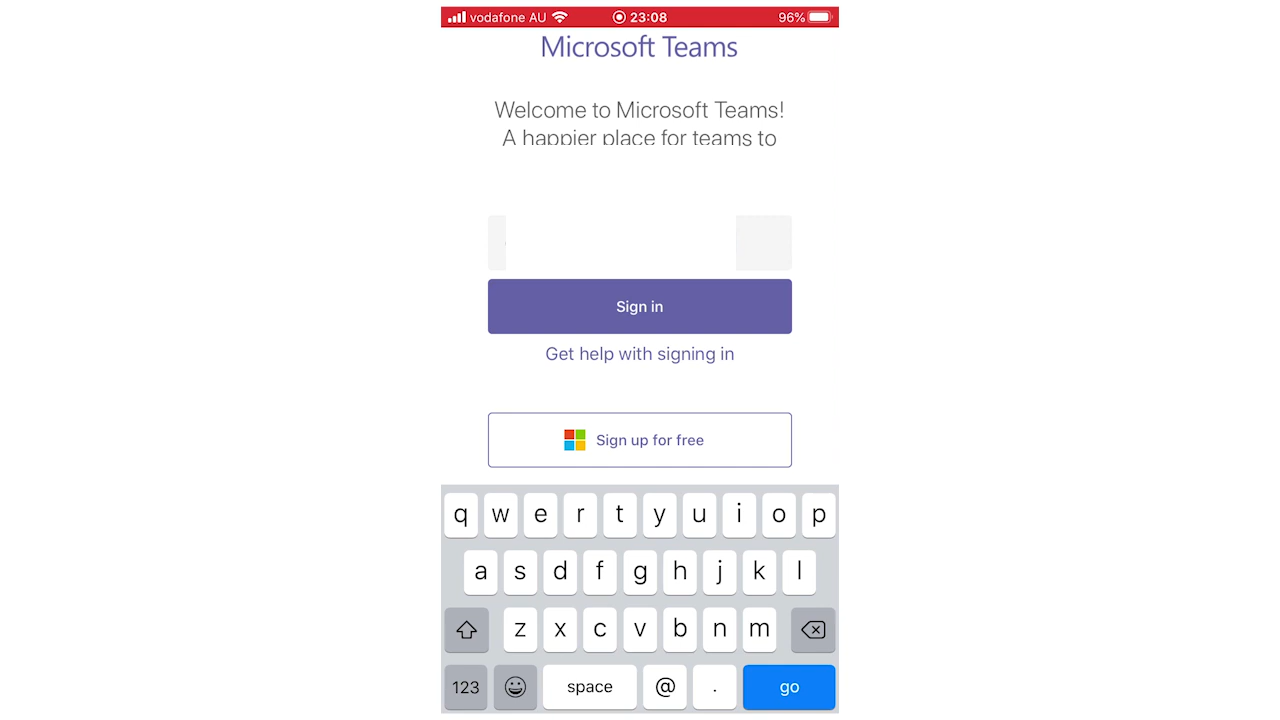 vodafone AU 23:08 96%
Microsoft Teams
Welcome to Microsoft Teams!
A happier place for teams to
Sign in
Get help with signing in
Sign up for free
q w e r t y u i o p
a s d f g h j k l
z x c v b n m
123 space @ . go